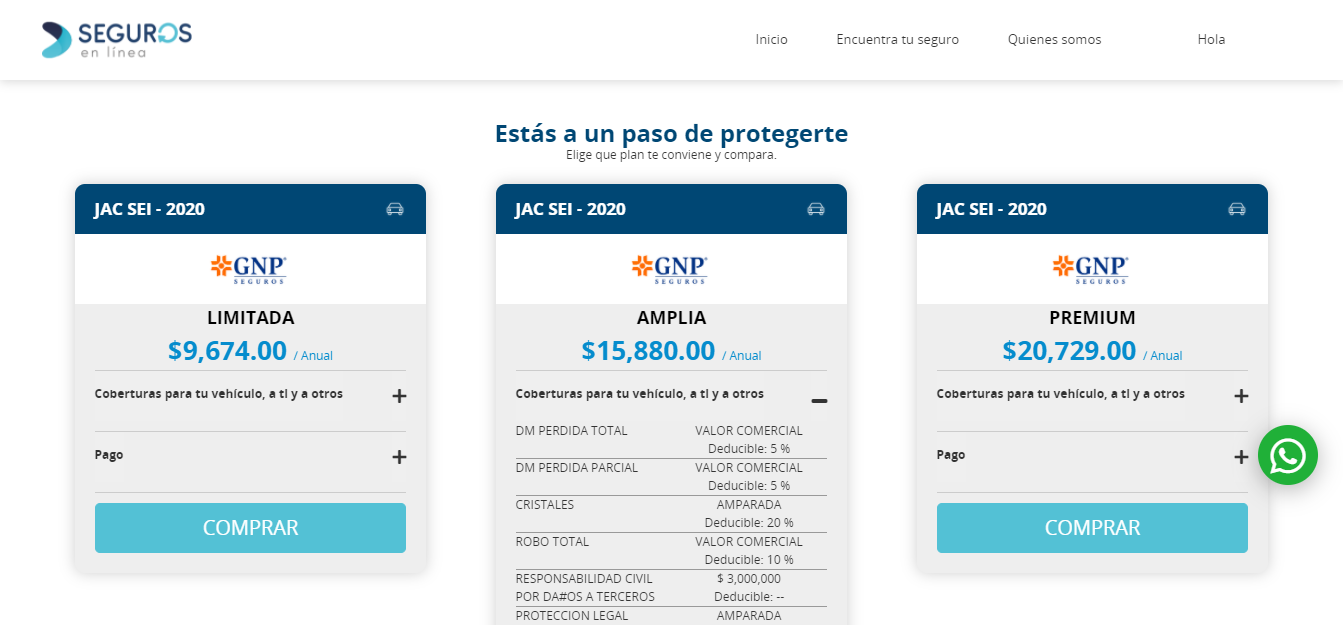 SEGUROS
en línea
Inicio
Encuentra tu seguro
Quienes somos
Hola
Estás a un paso de protegerte
Elige que plan te conviene y compara.
JAC SEI - 2020
GNP
SEGUROS
LIMITADA
$9,674.00 / Anual
Coberturas para tu vehículo, a ti y a otros
Pago
COMPRAR
JAC SEI - 2020
GNP
SEGUROS
AMPLIA
$15,880.00 / Anual
Coberturas para tu vehículo, a ti y a otros
DM PERDIDA TOTAL VALOR COMERCIAL
Deducible: 5 %
DM PERDIDA PARCIAL VALOR COMERCIAL
Deducible: 5 %
CRISTALES AMPARADA
Deducible: 20 %
ROBO TOTAL VALOR COMERCIAL
Deducible: 10 %
RESPONSABILIDAD CIVIL $ 3,000,000
POR DA#OS A TERCEROS Deducible: --
PROTECCION LEGAL AMPARADA
JAC SEI - 2020
GNP
SEGUROS
PREMIUM
$20,729.00 / Anual
Coberturas para tu vehículo, a ti y a otros
Pago
COMPRAR